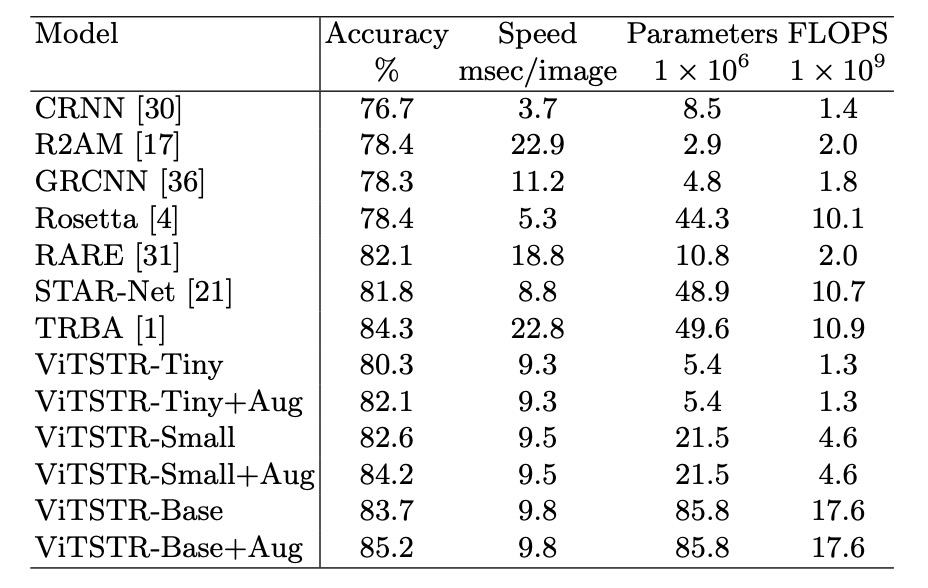 Model Accuracy Speed Parameters FLOPS
% msec/image 1 × 10⁶ 1 × 10⁹
CRNN [30] 76.7 3.7 8.5 1.4
R2AM [17] 78.4 22.9 2.9 2.0
GRCNN [36] 78.3 11.2 4.8 1.8
Rosetta [4] 78.4 5.3 44.3 10.1
RARE [31] 82.1 18.8 10.8 2.0
STAR-Net [21] 81.8 8.8 48.9 10.7
TRBA [1] 84.3 22.8 49.6 10.9
ViTSTR-Tiny 80.3 9.3 5.4 1.3
ViTSTR-Tiny+Aug 82.1 9.3 5.4 1.3
ViTSTR-Small 82.6 9.5 21.5 4.6
ViTSTR-Small+Aug 84.2 9.5 21.5 4.6
ViTSTR-Base 83.7 9.8 85.8 17.6
ViTSTR-Base+Aug 85.2 9.8 85.8 17.6